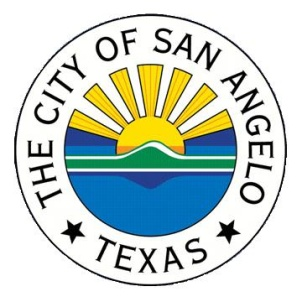 THE CITY OF SAN ANGELO
TEXAS